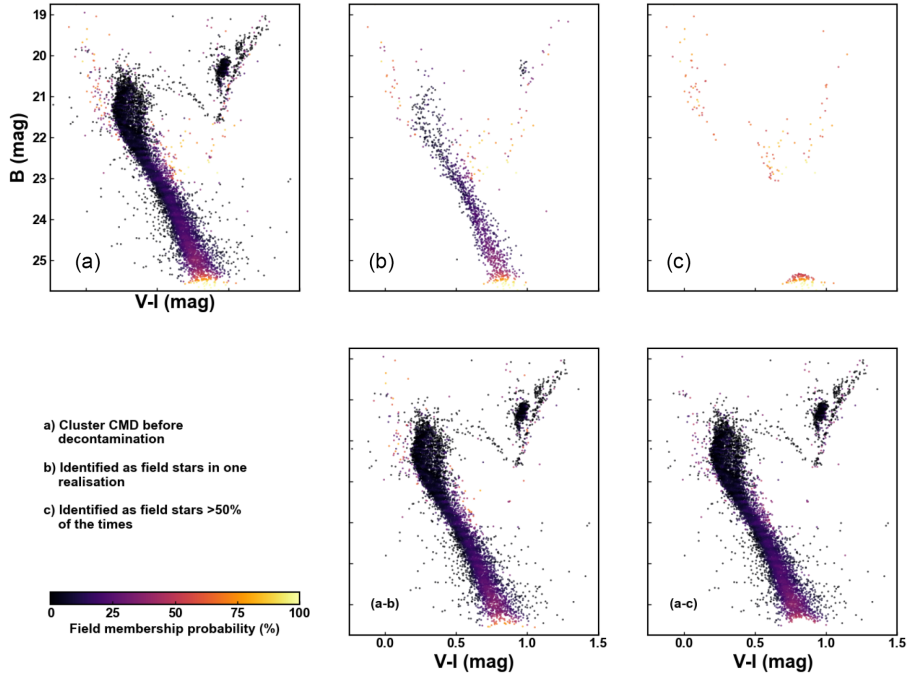 19
20
21
22
23
24
25
B (mag)
(a)
(b)
(c)
V-I (mag)
a) Cluster CMD before
decontamination
b) Identified as field stars in one
realisation
c) Identified as field stars >50%
of the times
0 25 50 75 100
Field membership probability (%)
(a-b)
(a-c)
0.0 0.5 1.0 1.5
0.0 0.5 1.0 1.5
V-I (mag)
V-I (mag)